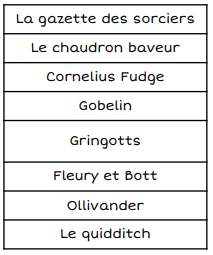 La gazette des sorciers
Le chaudron baveur
Cornelius Fudge
Gobelin
Gringotts
Fleury et Bott
Ollivander
Le quidditch